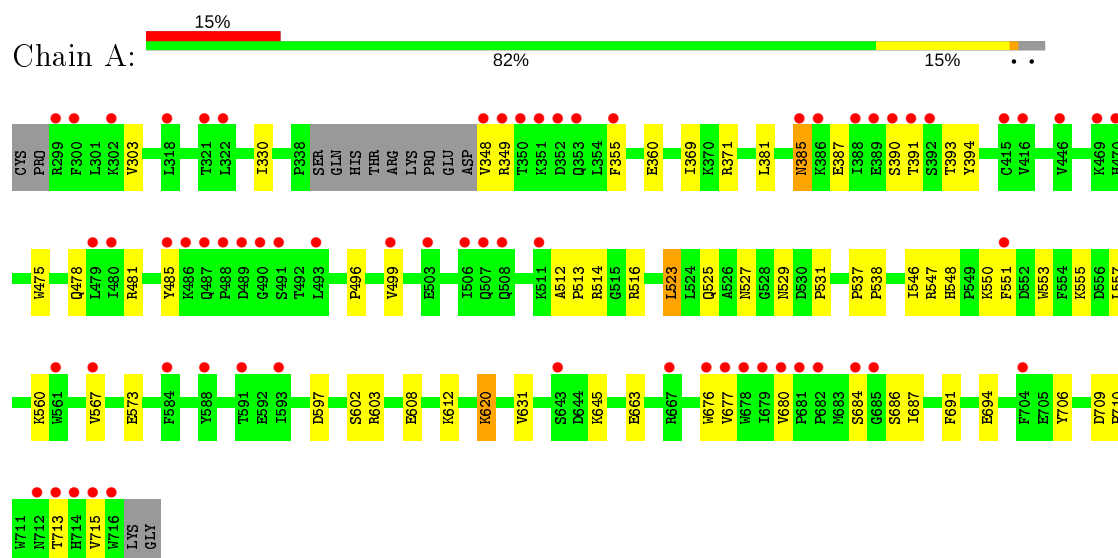 15%
Chain A:
82% 15% • •
CYS PRO R299 F300 L301 K302 V303 L318 T321 L322 I330 P338 SER GLN HIS THR ARG LYS PRO GLU ASP V348 R349 T350 K351 D352 Q353 L354 F355 E360 I369 K370 R371 L381 N385 K386 E387 I388 E389 S390 T391 S392 T393 Y394 C415 V416 V446 K469 H470
W475 Q478 L479 I480 R481 Y485 K486 Q487 P488 D489 G490 S491 T492 L493 P496 V499 E503 I506 Q507 Q508 K511 A512 P513 R514 G515 R516 L523 L524 Q525 A526 N527 G528 N529 D530 P531 P537 P538 I546 R547 H548 P549 K550 F551 D552 W553 F554 K555 D556 L557
K560 W561 V567 E573 F584 Y588 T591 E592 I593 D597 S602 R603 E608 K612 K620 V631 S643 D644 K645 E663 R667 W676 V677 W678 I679 V680 P681 P682 M683 S684 G685 S686 I687 F691 E694 F704 E705 Y706 D709
W711 N712 T713 H714 V715 W716 LYS GLY